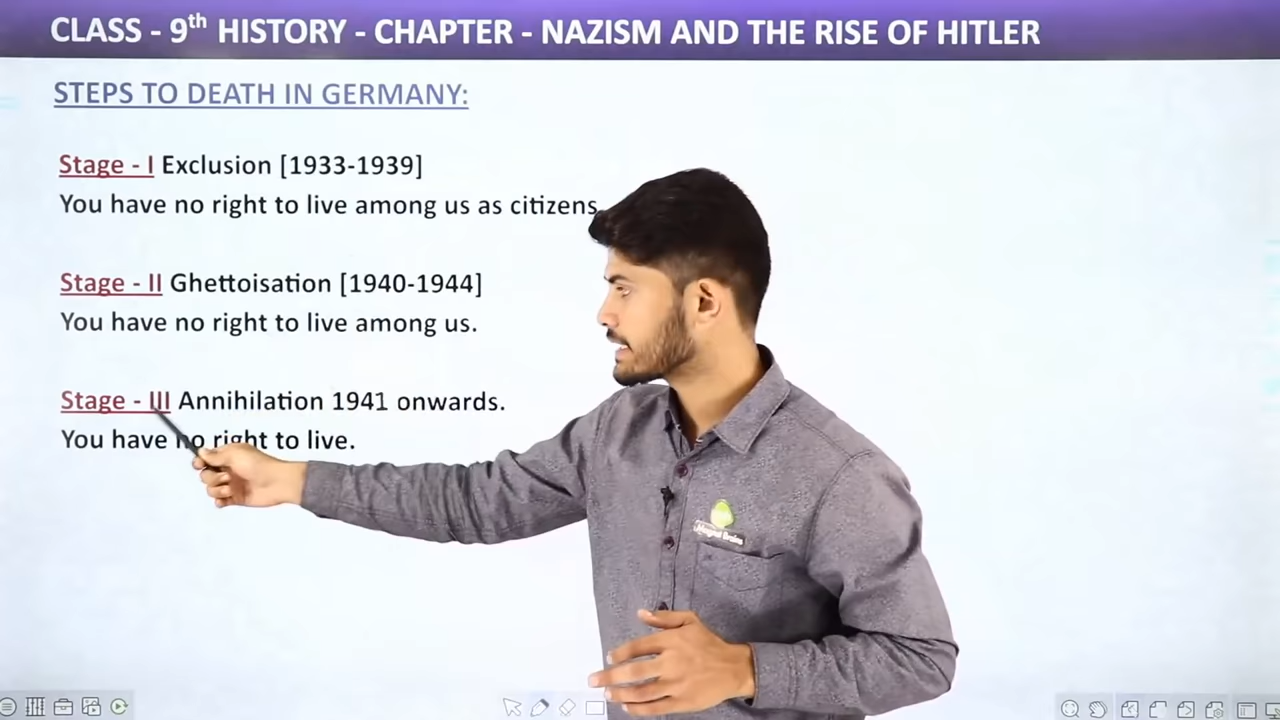 CLASS - 9th HISTORY - CHAPTER - NAZISM AND THE RISE OF HITLER
STEPS TO DEATH IN GERMANY:
Stage - I Exclusion [1933-1939]
You have no right to live among us as citizens.
Stage - II Ghettoisation [1940-1944]
You have no right to live among us.
Stage - III Annihilation 1941 onwards.
You have no right to live.
Magnet Brains